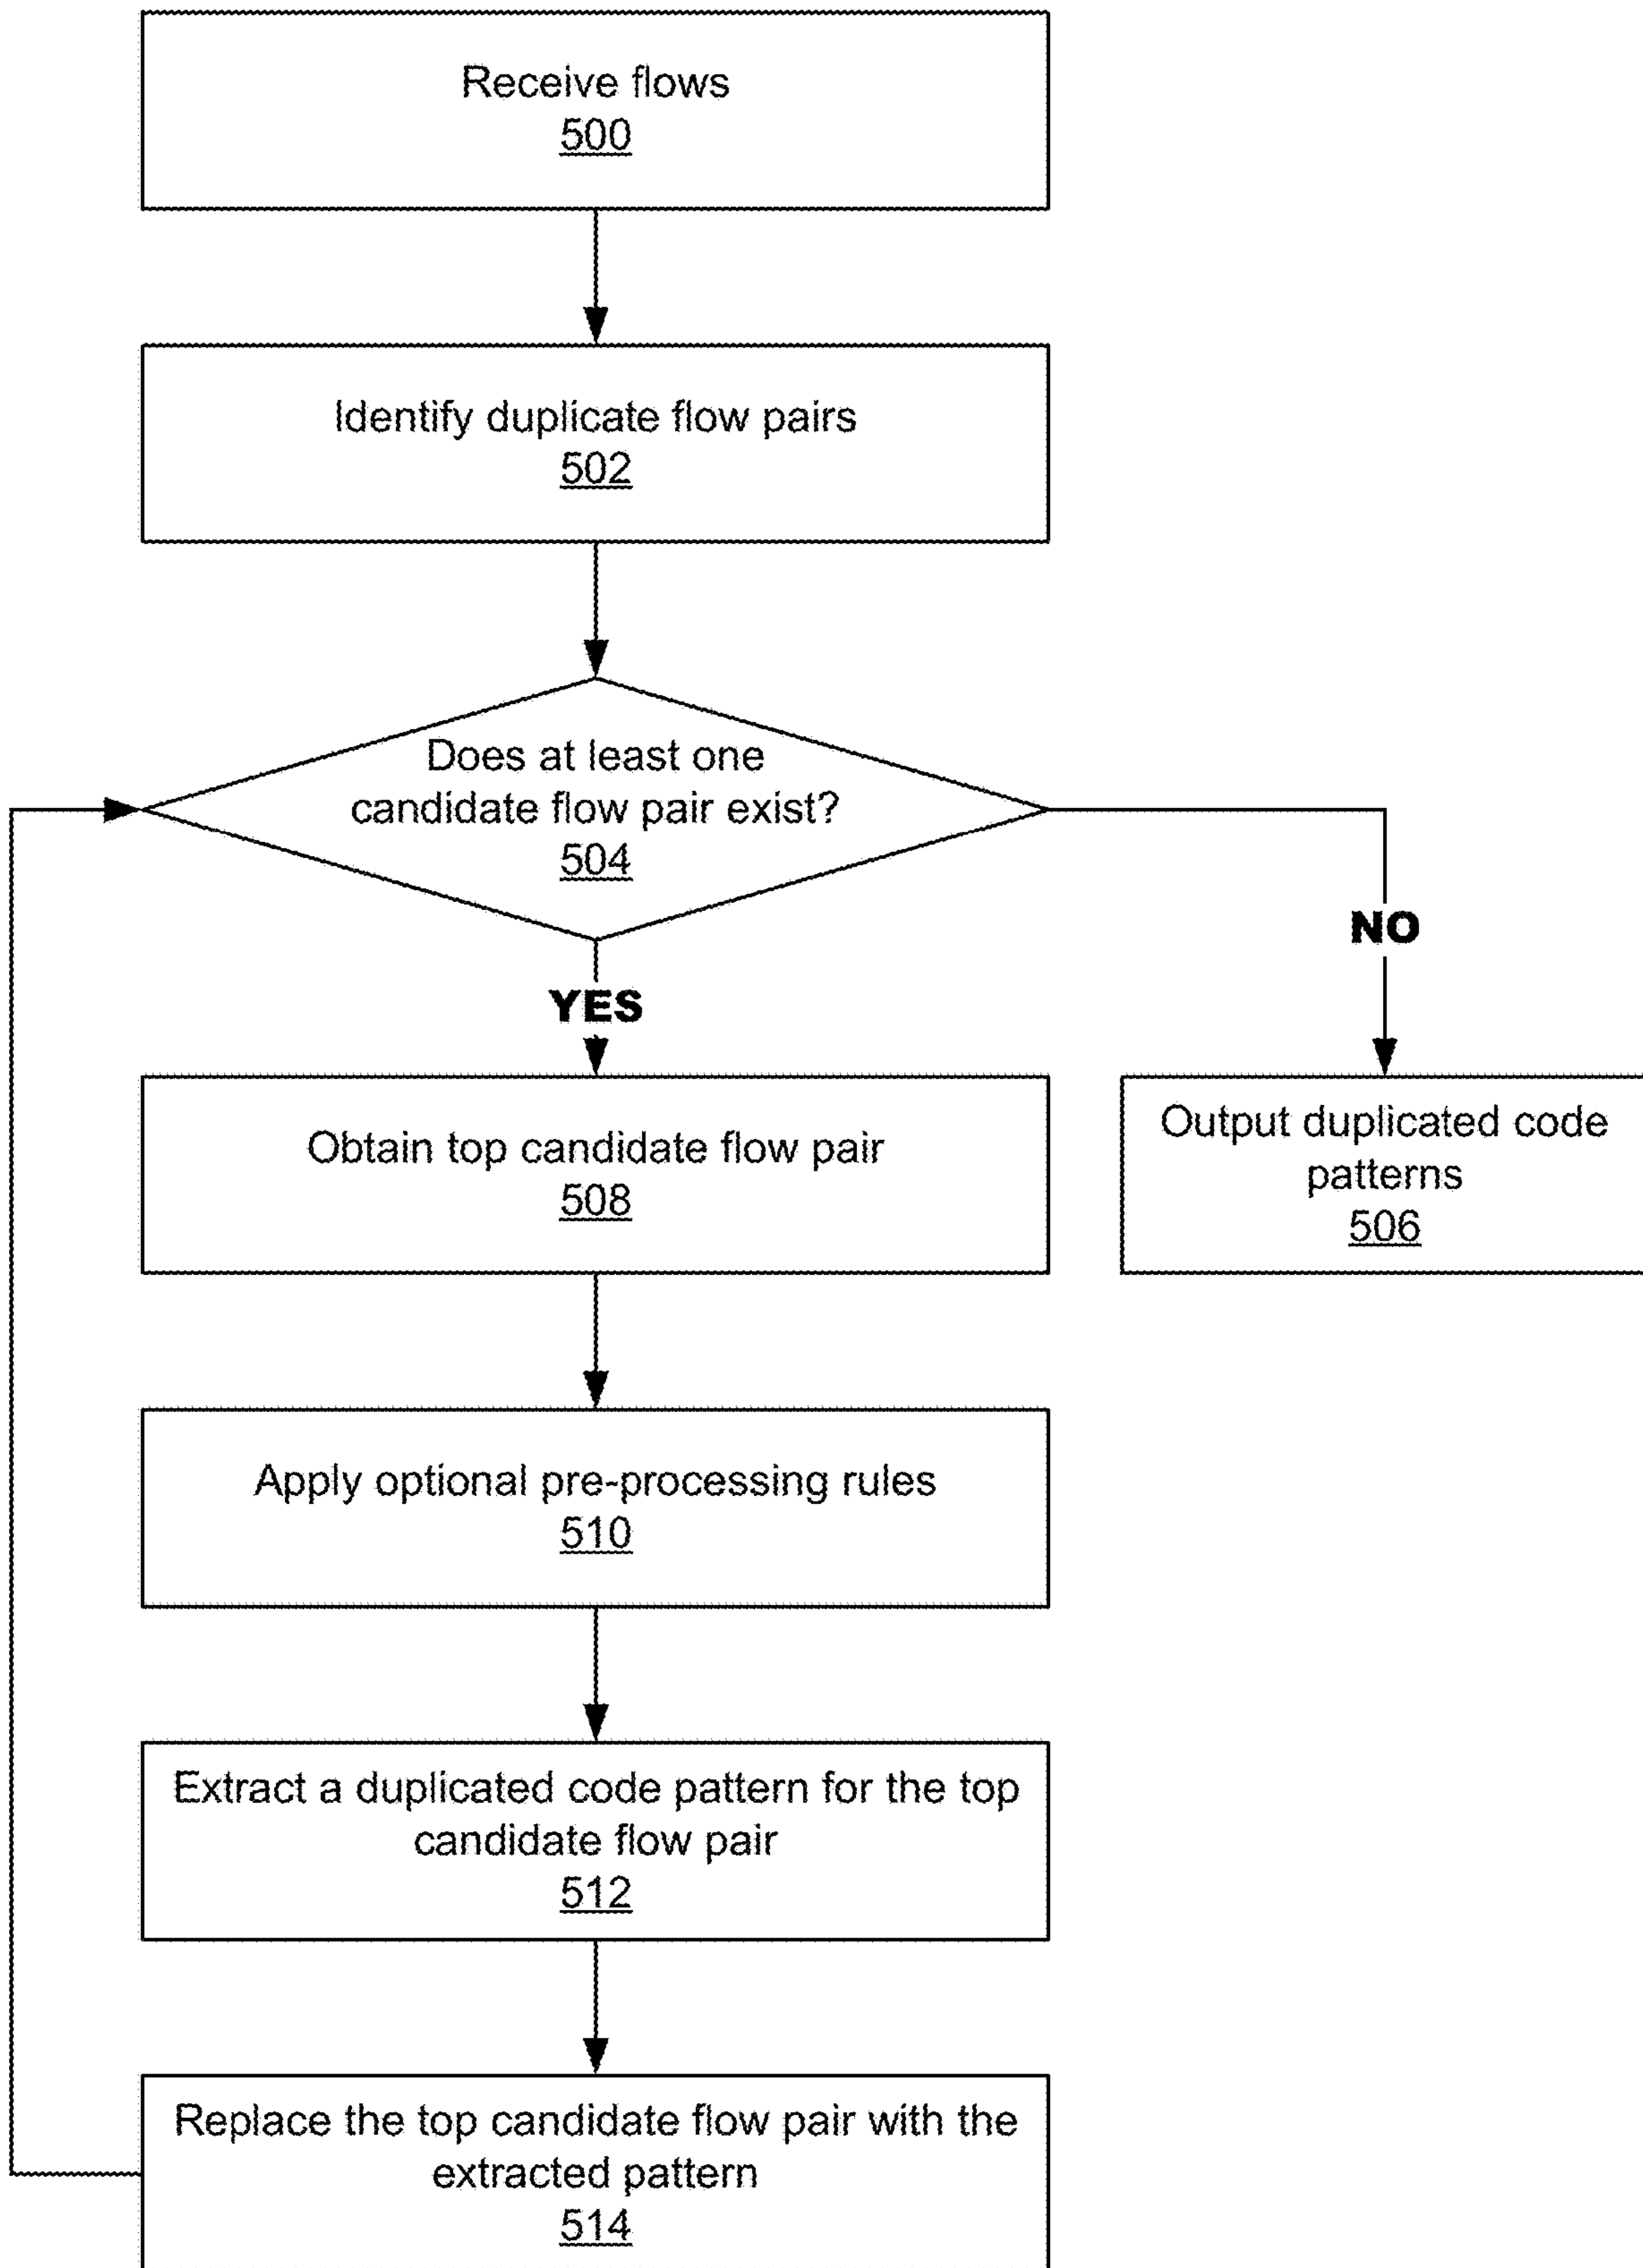 Receive flows
500
Identify duplicate flow pairs
502
Does at least one
candidate flow pair exist?
504
NO
YES
Obtain top candidate flow pair
508
Output duplicated code
patterns
506
Apply optional pre-processing rules
510
Extract a duplicated code pattern for the top
candidate flow pair
512
Replace the top candidate flow pair with the
extracted pattern
514